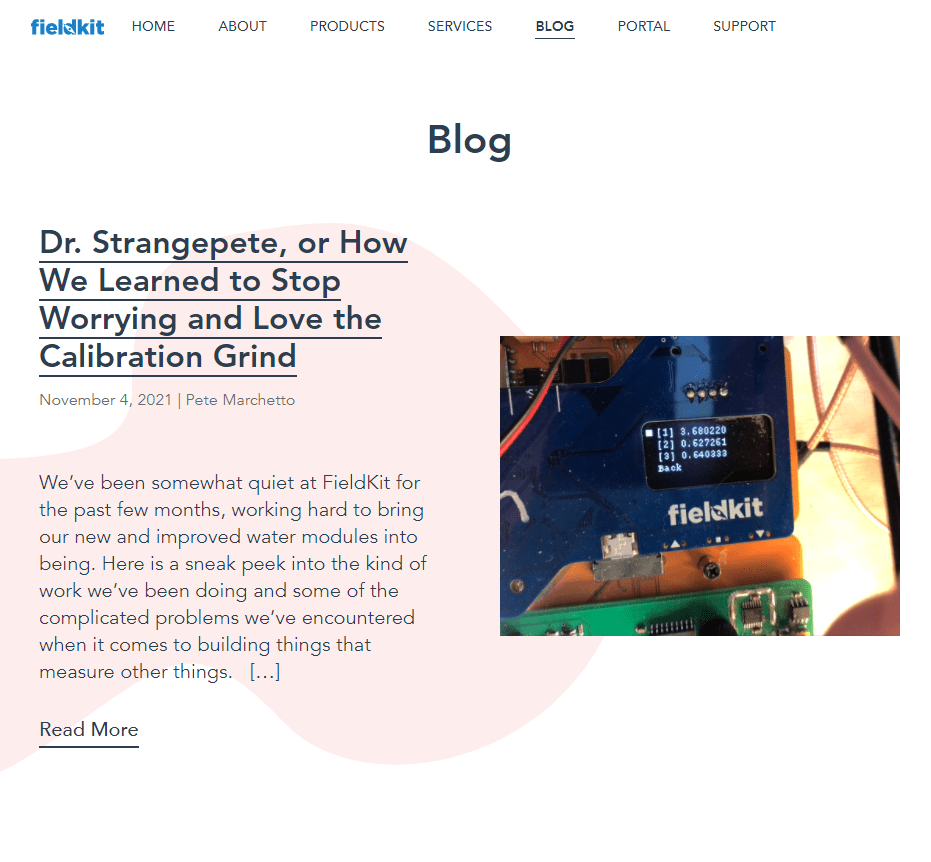 fieldkit HOME ABOUT PRODUCTS SERVICES BLOG PORTAL SUPPORT
Blog
Dr. Strangepete, or How
We Learned to Stop
Worrying and Love the
Calibration Grind
November 4, 2021 | Pete Marchetto
We’ve been somewhat quiet at FieldKit for
the past few months, working hard to bring
our new and improved water modules into
being. Here is a sneak peek into the kind of
work we’ve been doing and some of the
complicated problems we’ve encountered
when it comes to building things that
measure other things. […]
Read More
[1] 3.680220
[2] 0.627261
[3] 0.640333
Back
fieldkit